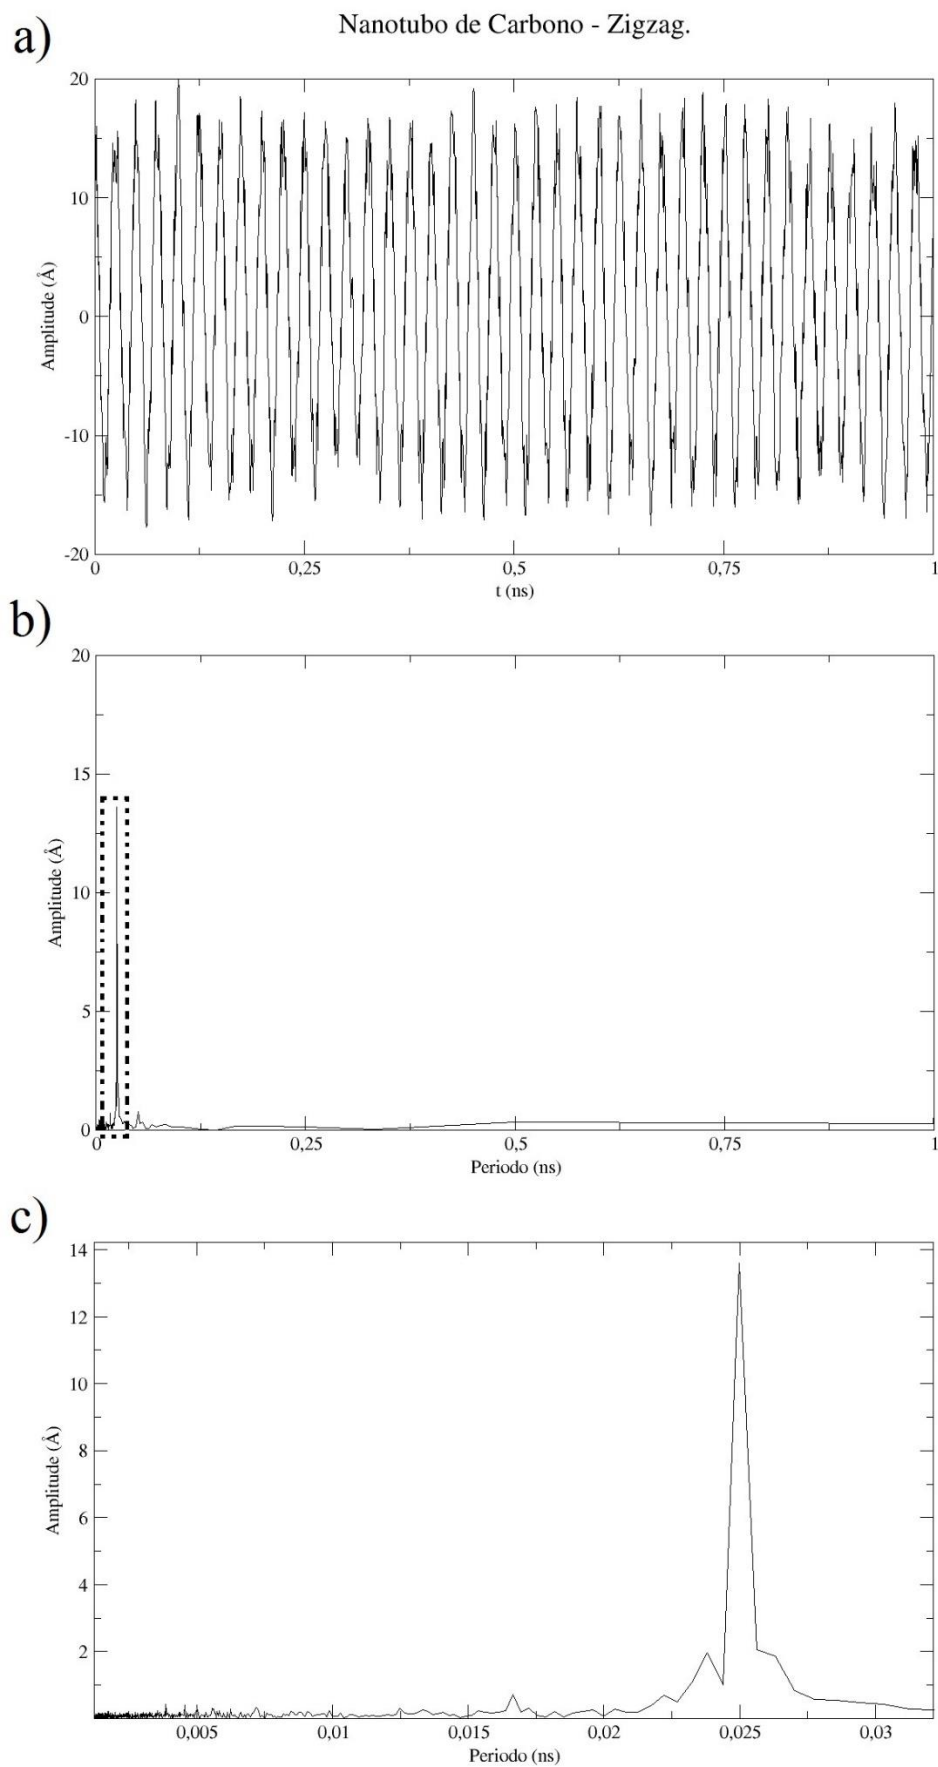 Nanotubo de Carbono - Zigzag.
a)
20
10
0
-10
-20
Amplitude (Å)
0 0,25 0,5 0,75 1
t (ns)
b)
20
15
10
5
0
Amplitude (Å)
0 0,25 0,5 0,75 1
Periodo (ns)
c)
14
12
10
8
6
4
2
Amplitude (Å)
0,005 0,01 0,015 0,02 0,025 0,03
Periodo (ns)